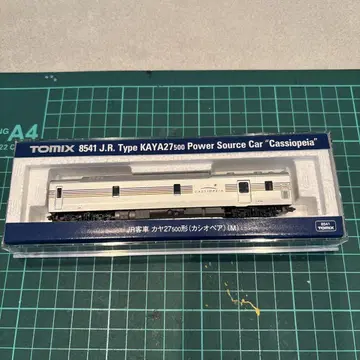 A4
TOMIX 8541 J.R. Type KAYA27500 Power Source Car "Cassiopeia"
CASSIOPEIA
JR客車 カヤ27500形(カシオペア)(M)
8541
TOMIX